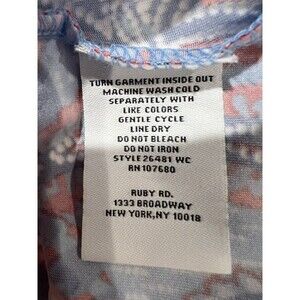 TURN GARMENT INSIDE OUT
MACHINE WASH COLD
SEPARATELY WITH
LIKE COLORS
GENTLE CYCLE
LINE DRY
DO NOT BLEACH
DO NOT IRON
STYLE 26481 WC
RN 107680
RUBY RD.
1333 BROADWAY
NEW YORK,NY,10018